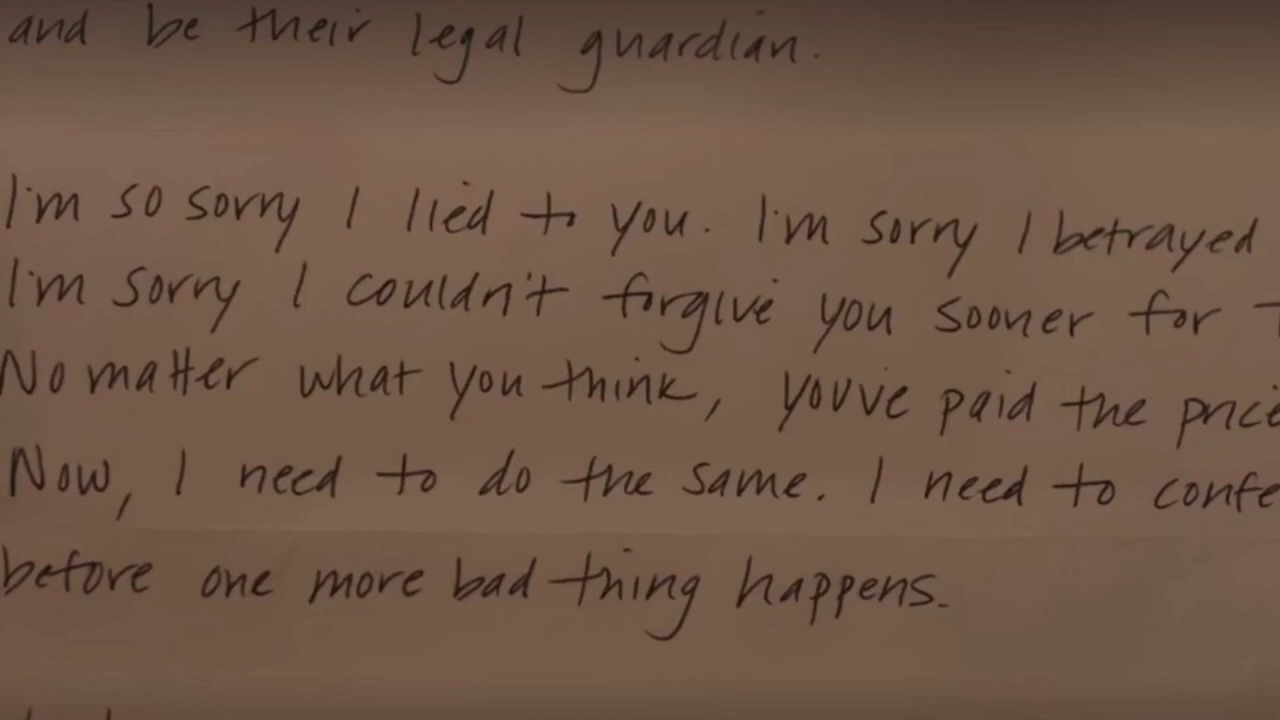 and be their legal guardian.
I'm so sorry I lied to you. I'm sorry I betrayed
I'm sorry I couldn't forgive you sooner for
No matter what you think, you've paid the price
Now, I need to do the same. I need to confe
before one more bad thing happens.